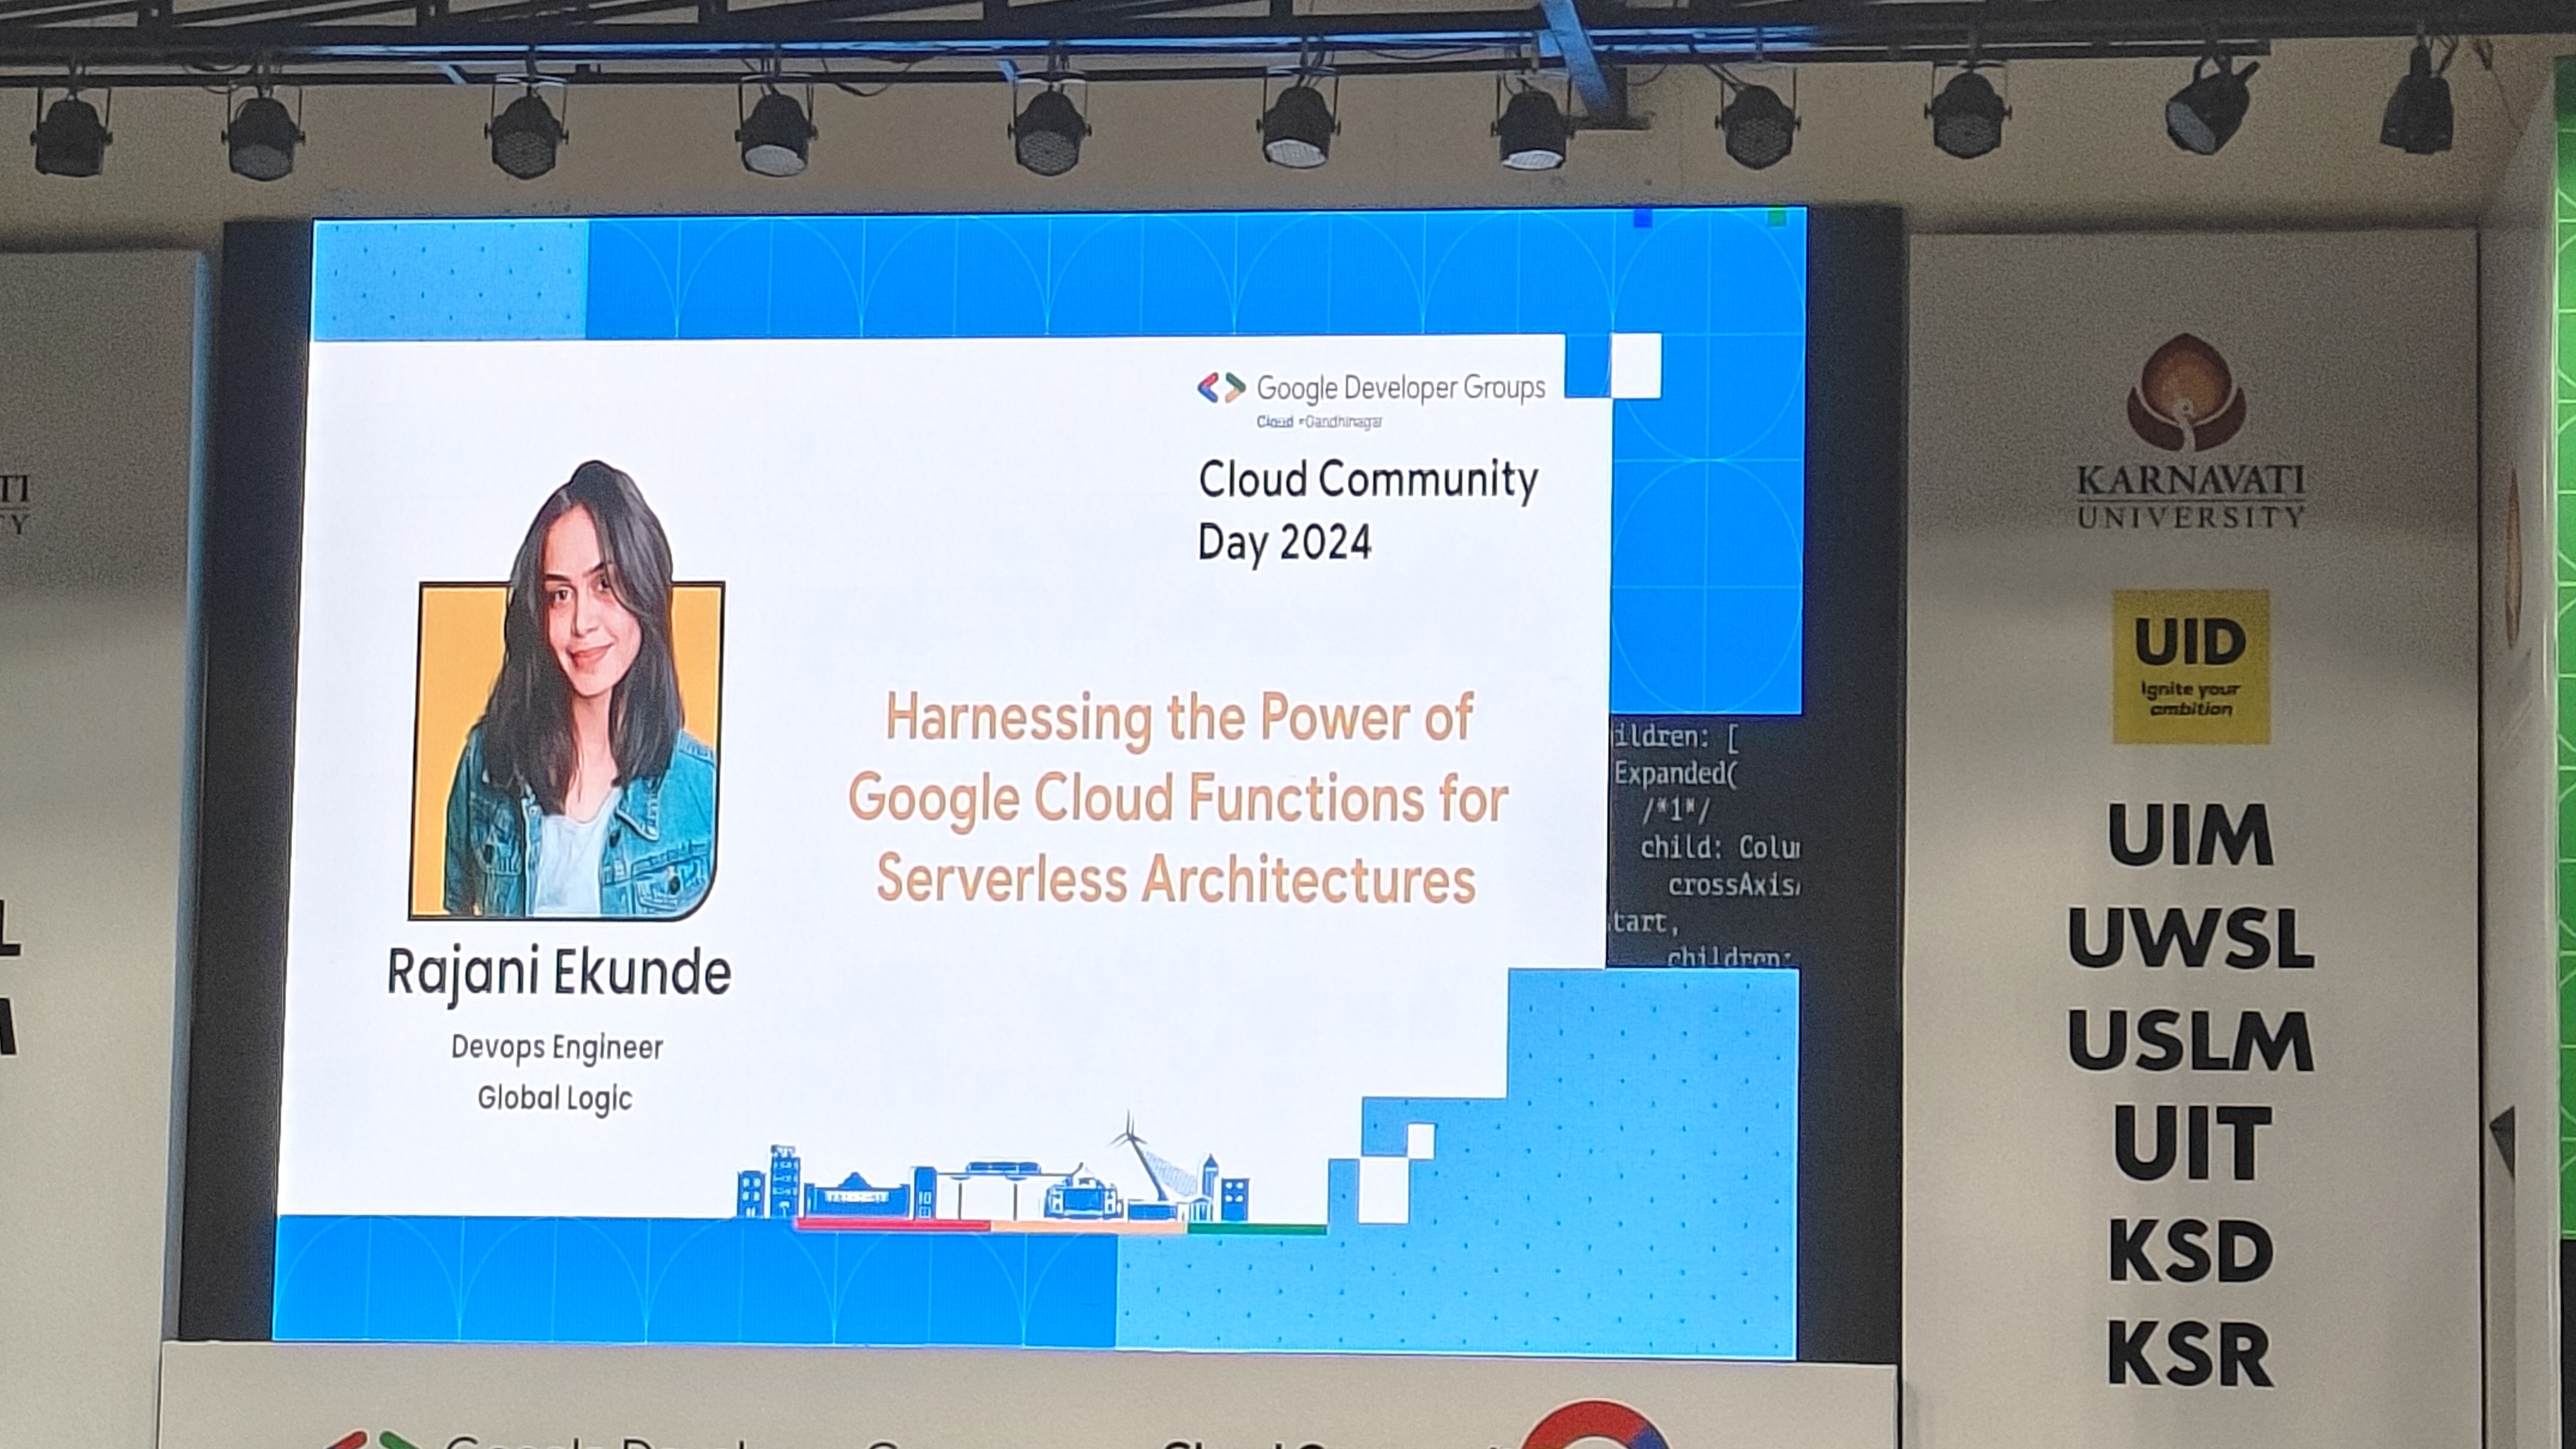 Google Developer Groups
Cloud • Gandhinagar
Cloud Community
Day 2024
Harnessing the Power of
Google Cloud Functions for
Serverless Architectures
Rajani Ekunde
Devops Engineer
Global Logic
ildren: [
Expanded(
/*1*/
child: Colu
crossAxis
tart,
children:
KARNAVATI
UNIVERSITY
UID
Ignite your
ambition
UIM
UWSL
USLM
UIT
KSD
KSR
TI
TY
L